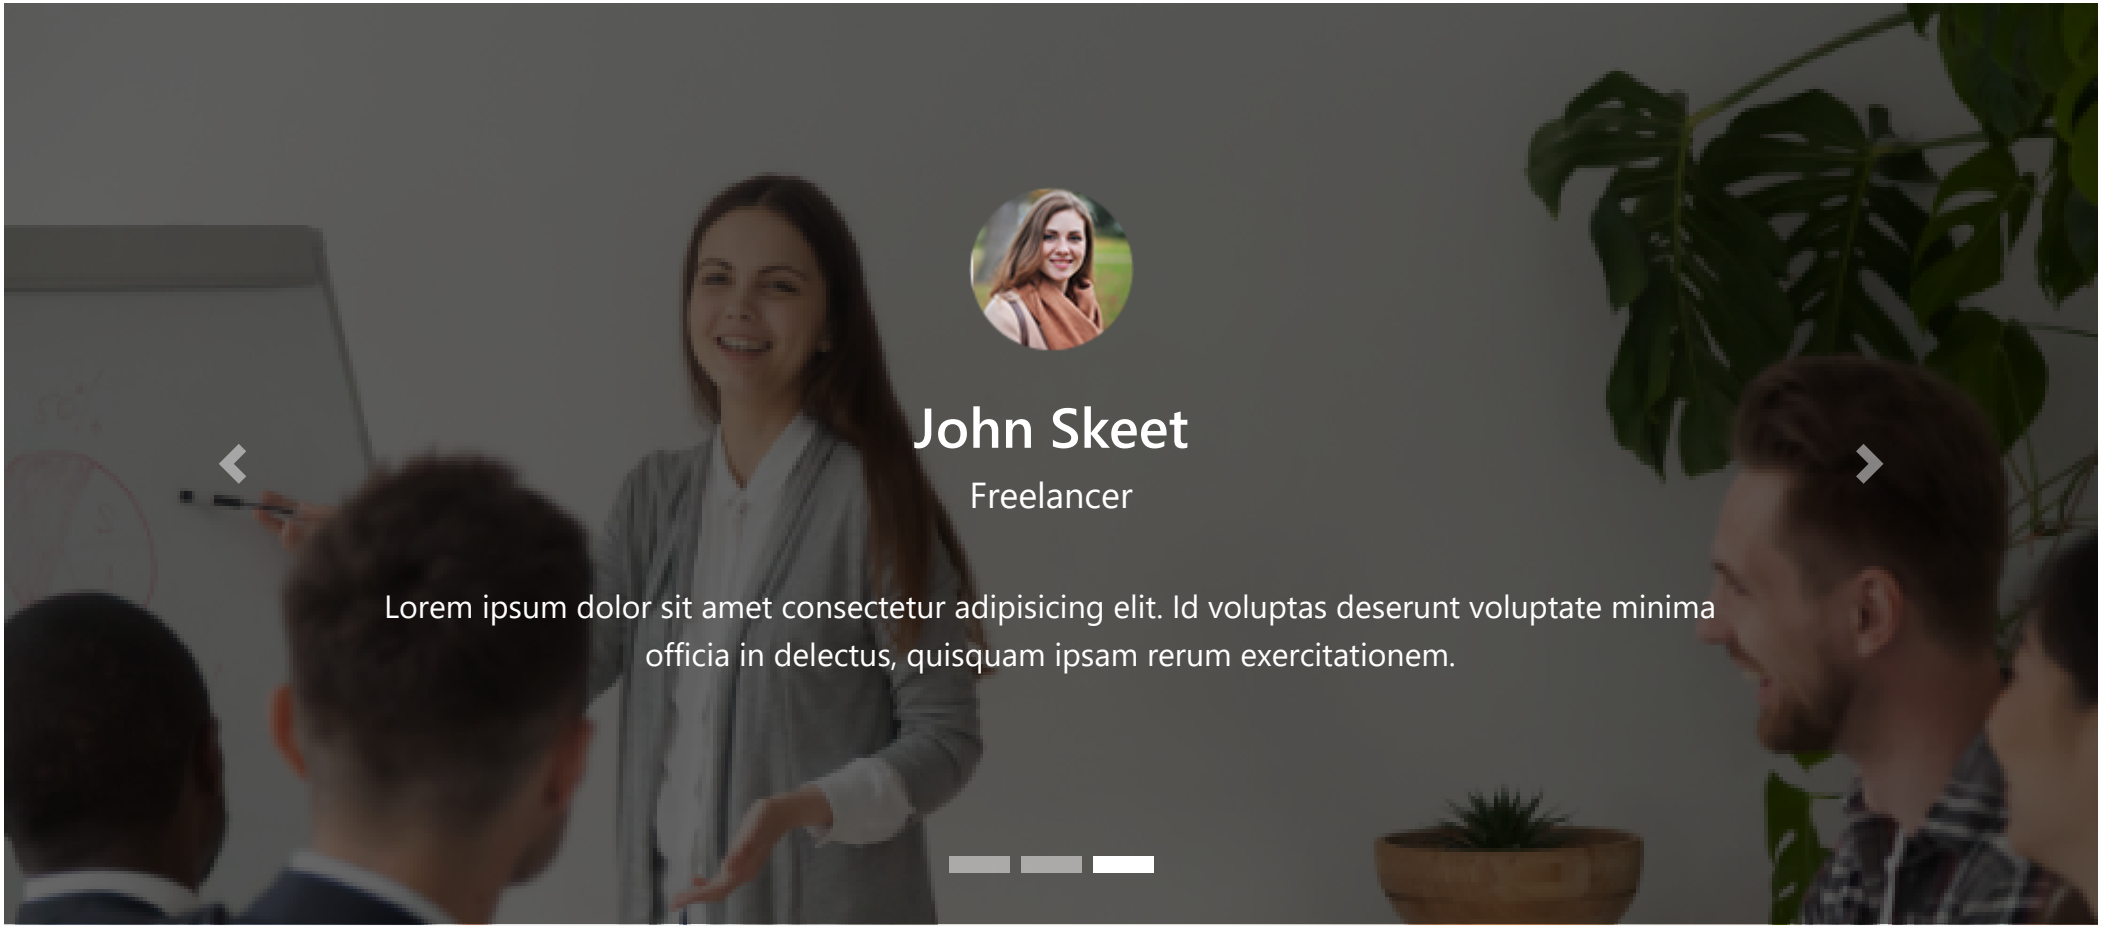 John Skeet
Freelancer
Lorem ipsum dolor sit amet consectetur adipisicing elit. Id voluptas deserunt voluptate minima
officia in delectus, quisquam ipsam rerum exercitationem.